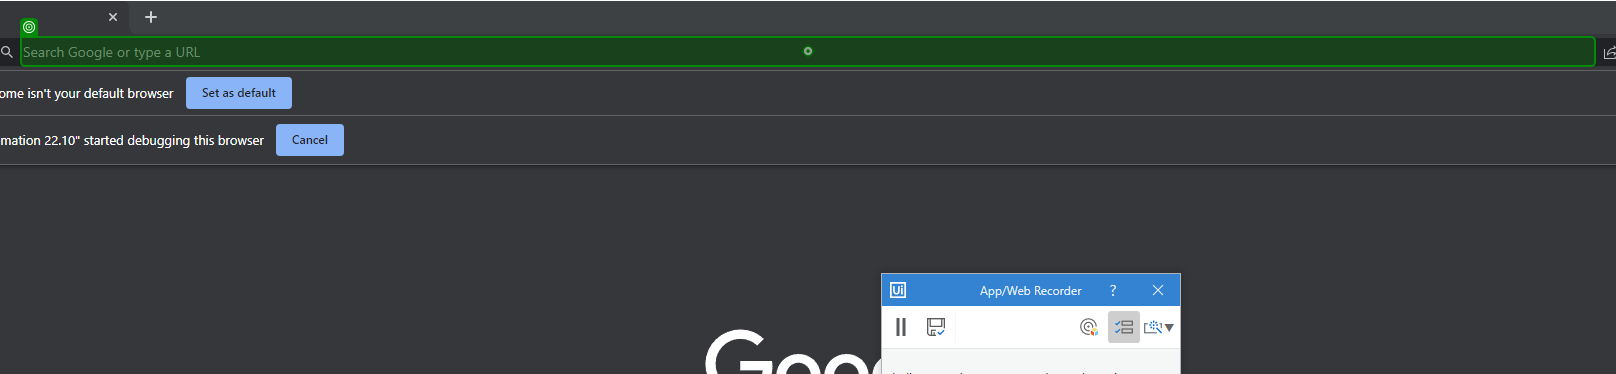 Search Google or type a URL
ome isn't your default browser Set as default
mation 22.10" started debugging this browser Cancel
Ui App/Web Recorder ?
Goo